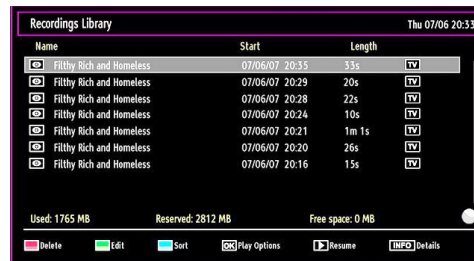 Recordings Library Thu 07/06 20:33
Name Start Length
Filthy Rich and Homeless 07/06/07 20:35 33s TV
Filthy Rich and Homeless 07/06/07 20:29 20s TV
Filthy Rich and Homeless 07/06/07 20:28 22s TV
Filthy Rich and Homeless 07/06/07 20:24 10s TV
Filthy Rich and Homeless 07/06/07 20:21 1m 1s TV
Filthy Rich and Homeless 07/06/07 20:20 26s TV
Filthy Rich and Homeless 07/06/07 20:16 15s TV
Used: 1765 MB Reserved: 2812 MB Free space: 0 MB
Delete Edit Sort OK Play Options Resume INFO Details